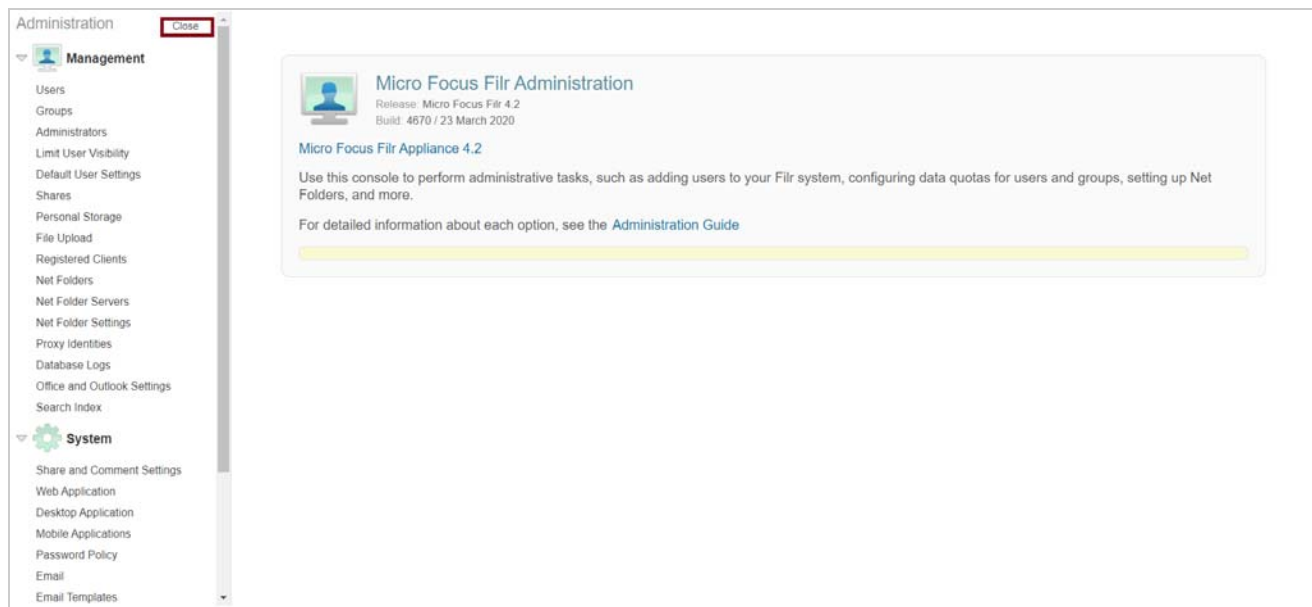 Administration
Close
Management
Users
Groups
Administrators
Limit User Visibility
Default User Settings
Shares
Personal Storage
File Upload
Registered Clients
Net Folders
Net Folder Servers
Net Folder Settings
Proxy Identities
Database Logs
Office and Outlook Settings
Search Index
System
Share and Comment Settings
Web Application
Desktop Application
Mobile Applications
Password Policy
Email
Email Templates
Micro Focus Filr Administration
Release: Micro Focus Filr 4.2
Build: 4670 / 23 March 2020
Micro Focus Filr Appliance 4.2
Use this console to perform administrative tasks, such as adding users to your Filr system, configuring data quotas for users and groups, setting up Net
Folders, and more.
For detailed information about each option, see the Administration Guide